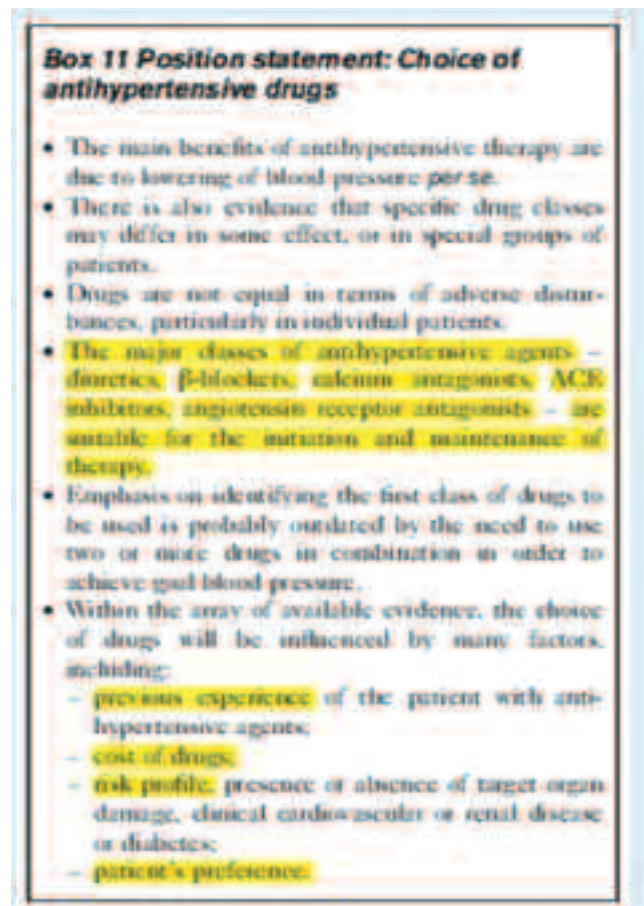 Box 11 Position statement: Choice of
antihypertensive drugs
• The main benefits of antihypertensive therapy are
due to lowering of blood pressure per se.
• There is also evidence that specific drug classes
may differ in some effect, or in special groups of
patients.
• Drugs are not equal in terms of adverse distur-
bances, particularly in individual patients.
• The major classes of antihypertensive agents –
diuretics, β-blockers, calcium antagonists, ACE
inhibitors, angiotensin receptor antagonists – are
suitable for the initiation and maintenance of
therapy.
• Emphasis on identifying the first class of drugs to
be used is probably outdated by the need to use
two or more drugs in combination in order to
achieve goal blood pressure.
• Within the array of available evidence, the choice
of drugs will be influenced by many factors,
including:
– previous experience of the patient with anti-
hypertensive agents;
– cost of drugs;
– risk profile, presence or absence of target organ
damage, clinical cardiovascular or renal disease
or diabetes;
– patient's preference.